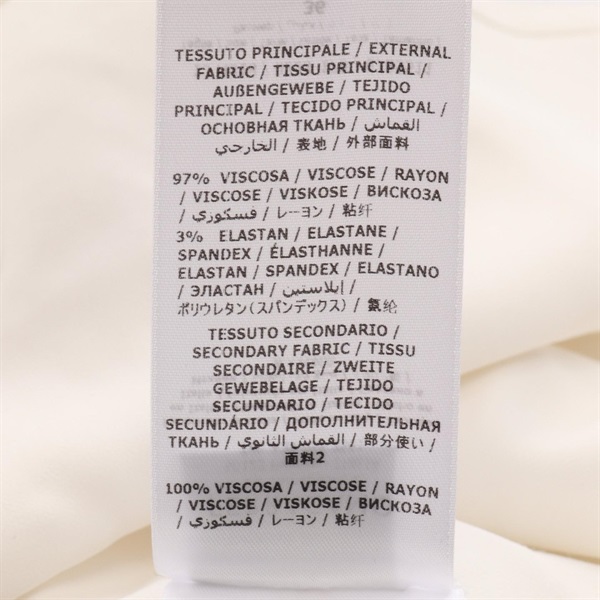 TESSUTO PRINCIPALE / EXTERNAL
FABRIC / TISSU PRINCIPAL /
AUßENGEWEBE / TEJIDO
PRINCIPAL / TECIDO PRINCIPAL /
ОСНОВНАЯ ТКАНЬ / القماش
الخارجي / 表地 / 外部面料
97% VISCOSA / VISCOSE / RAYON
/ VISCOSE / VISKOSE / ВИСКОЗА
/ فسكوزي / レーヨン / 粘纤
3% ELASTAN / ELASTANE /
SPANDEX / ÉLASTHANNE /
ELASTAN / SPANDEX / ELASTANO
/ ЭЛАСТАН / إيلاستين /
ポリウレタン(スパンデックス) / 氨纶
TESSUTO SECONDARIO /
SECONDARY FABRIC / TISSU
SECONDAIRE / ZWEITE
GEWEBELAGE / TEJIDO
SECUNDARIO / TECIDO
SECUNDÁRIO / ДОПОЛНИТЕЛЬНАЯ
ТКАНЬ / القماش الثانوي / 部分使い /
面料2
100% VISCOSA / VISCOSE / RAYON
/ VISCOSE / VISKOSE / ВИСКОЗА
/ فسكوزي / レーヨン / 粘纤